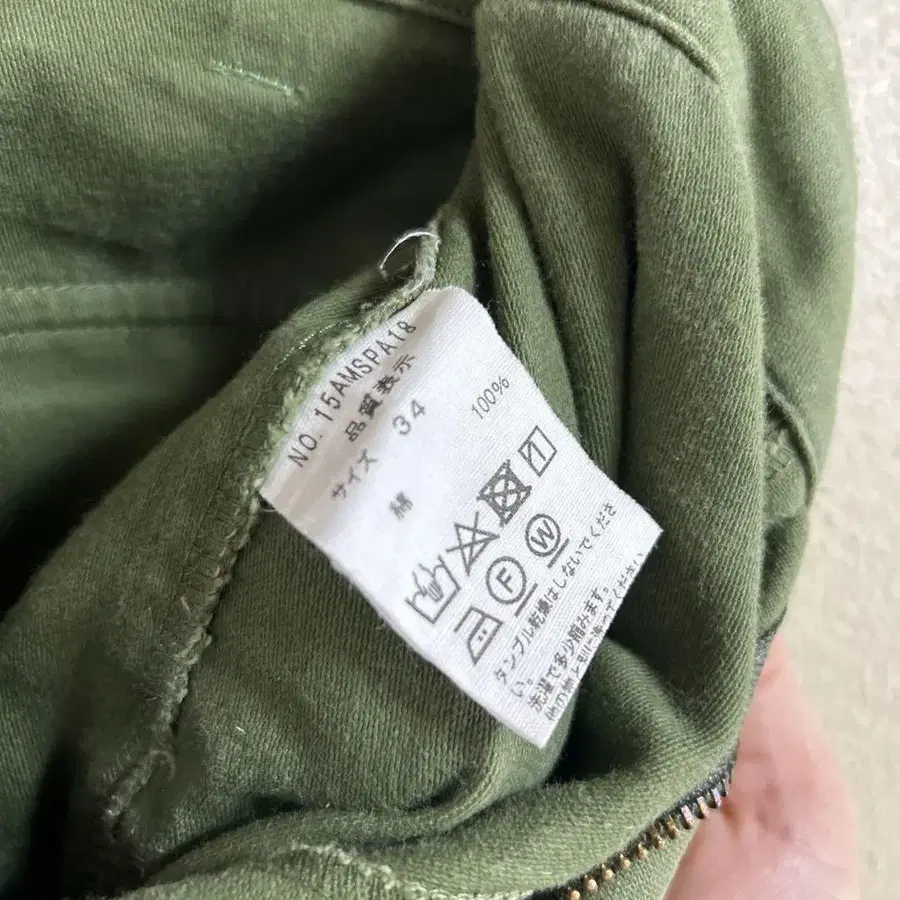 NO.15AMSPA18
品質表示
サイズ 34
綿 100%
F W
タンブル乾燥はしないでくださ
い。
洗濯で多少縮みます。